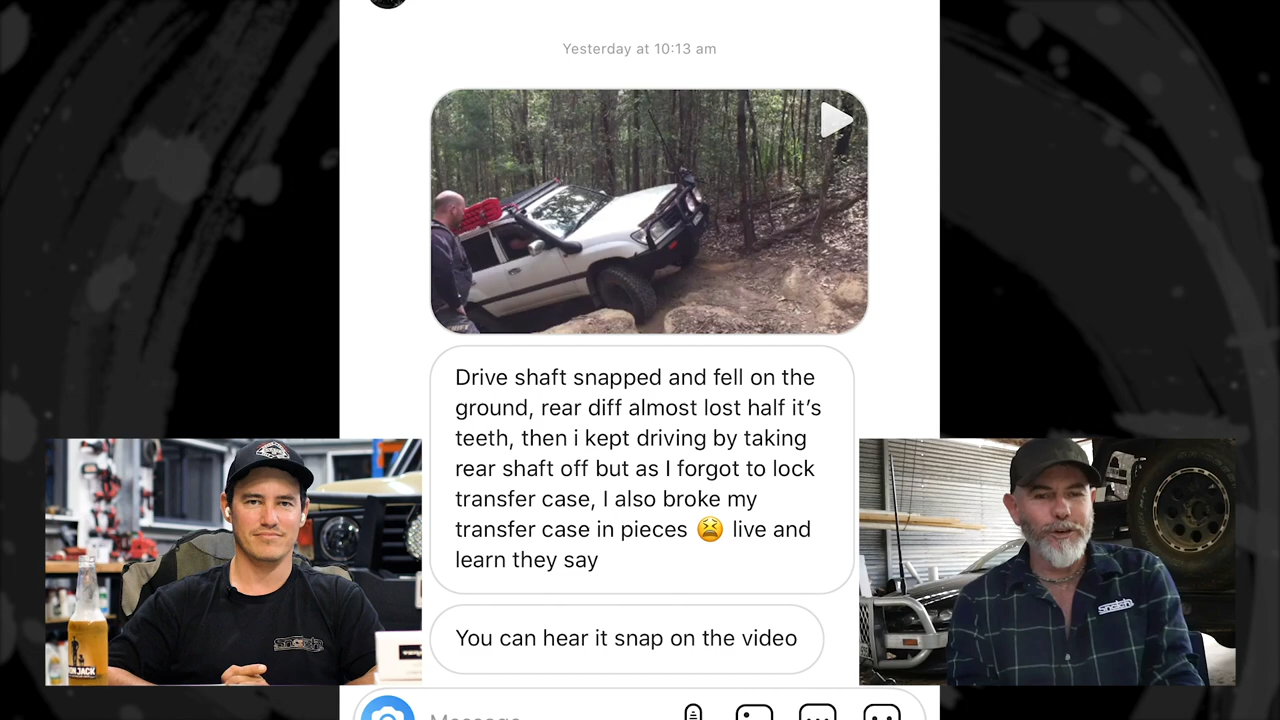 Yesterday at 10:13 am
Drive shaft snapped and fell on the
ground, rear diff almost lost half it’s
teeth, then i kept driving by taking
rear shaft off but as I forgot to lock
transfer case, I also broke my
transfer case in pieces 😫 live and
learn they say
You can hear it snap on the video